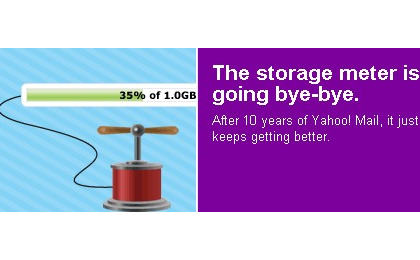 35% of 1.0GB
The storage meter is
going bye-bye.
After 10 years of Yahoo! Mail, it just
keeps getting better.